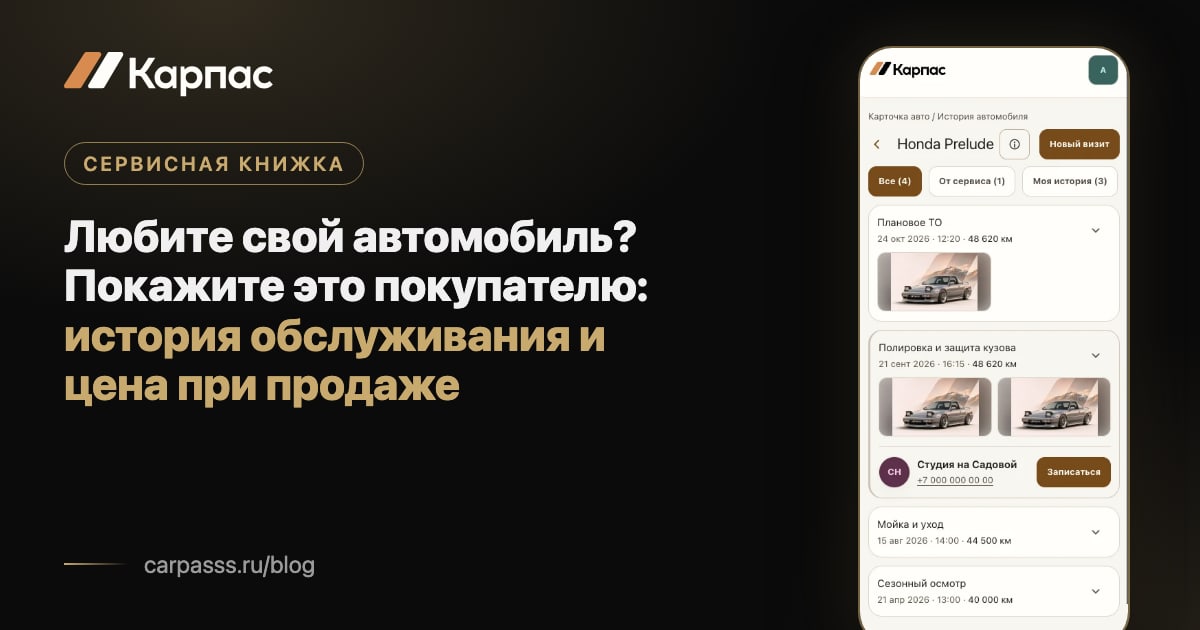 Карпас
СЕРВИСНАЯ КНИЖКА
Любите свой автомобиль?
Покажите это покупателю:
история обслуживания и
цена при продаже
carpasss.ru/blog
Карпас
А
Карточка авто / История автомобиля
Honda Prelude
Новый визит
Все (4)
От сервиса (1)
Моя история (3)
Плановое ТО
24 окт 2026 · 12:20 · 48 620 км
Полировка и защита кузова
21 сент 2026 · 16:15 · 48 620 км
СН
Студия на Садовой
+7 000 000 00 00
Записаться
Мойка и уход
15 авг 2026 · 14:00 · 44 500 км
Сезонный осмотр
21 апр 2026 · 13:00 · 40 000 км